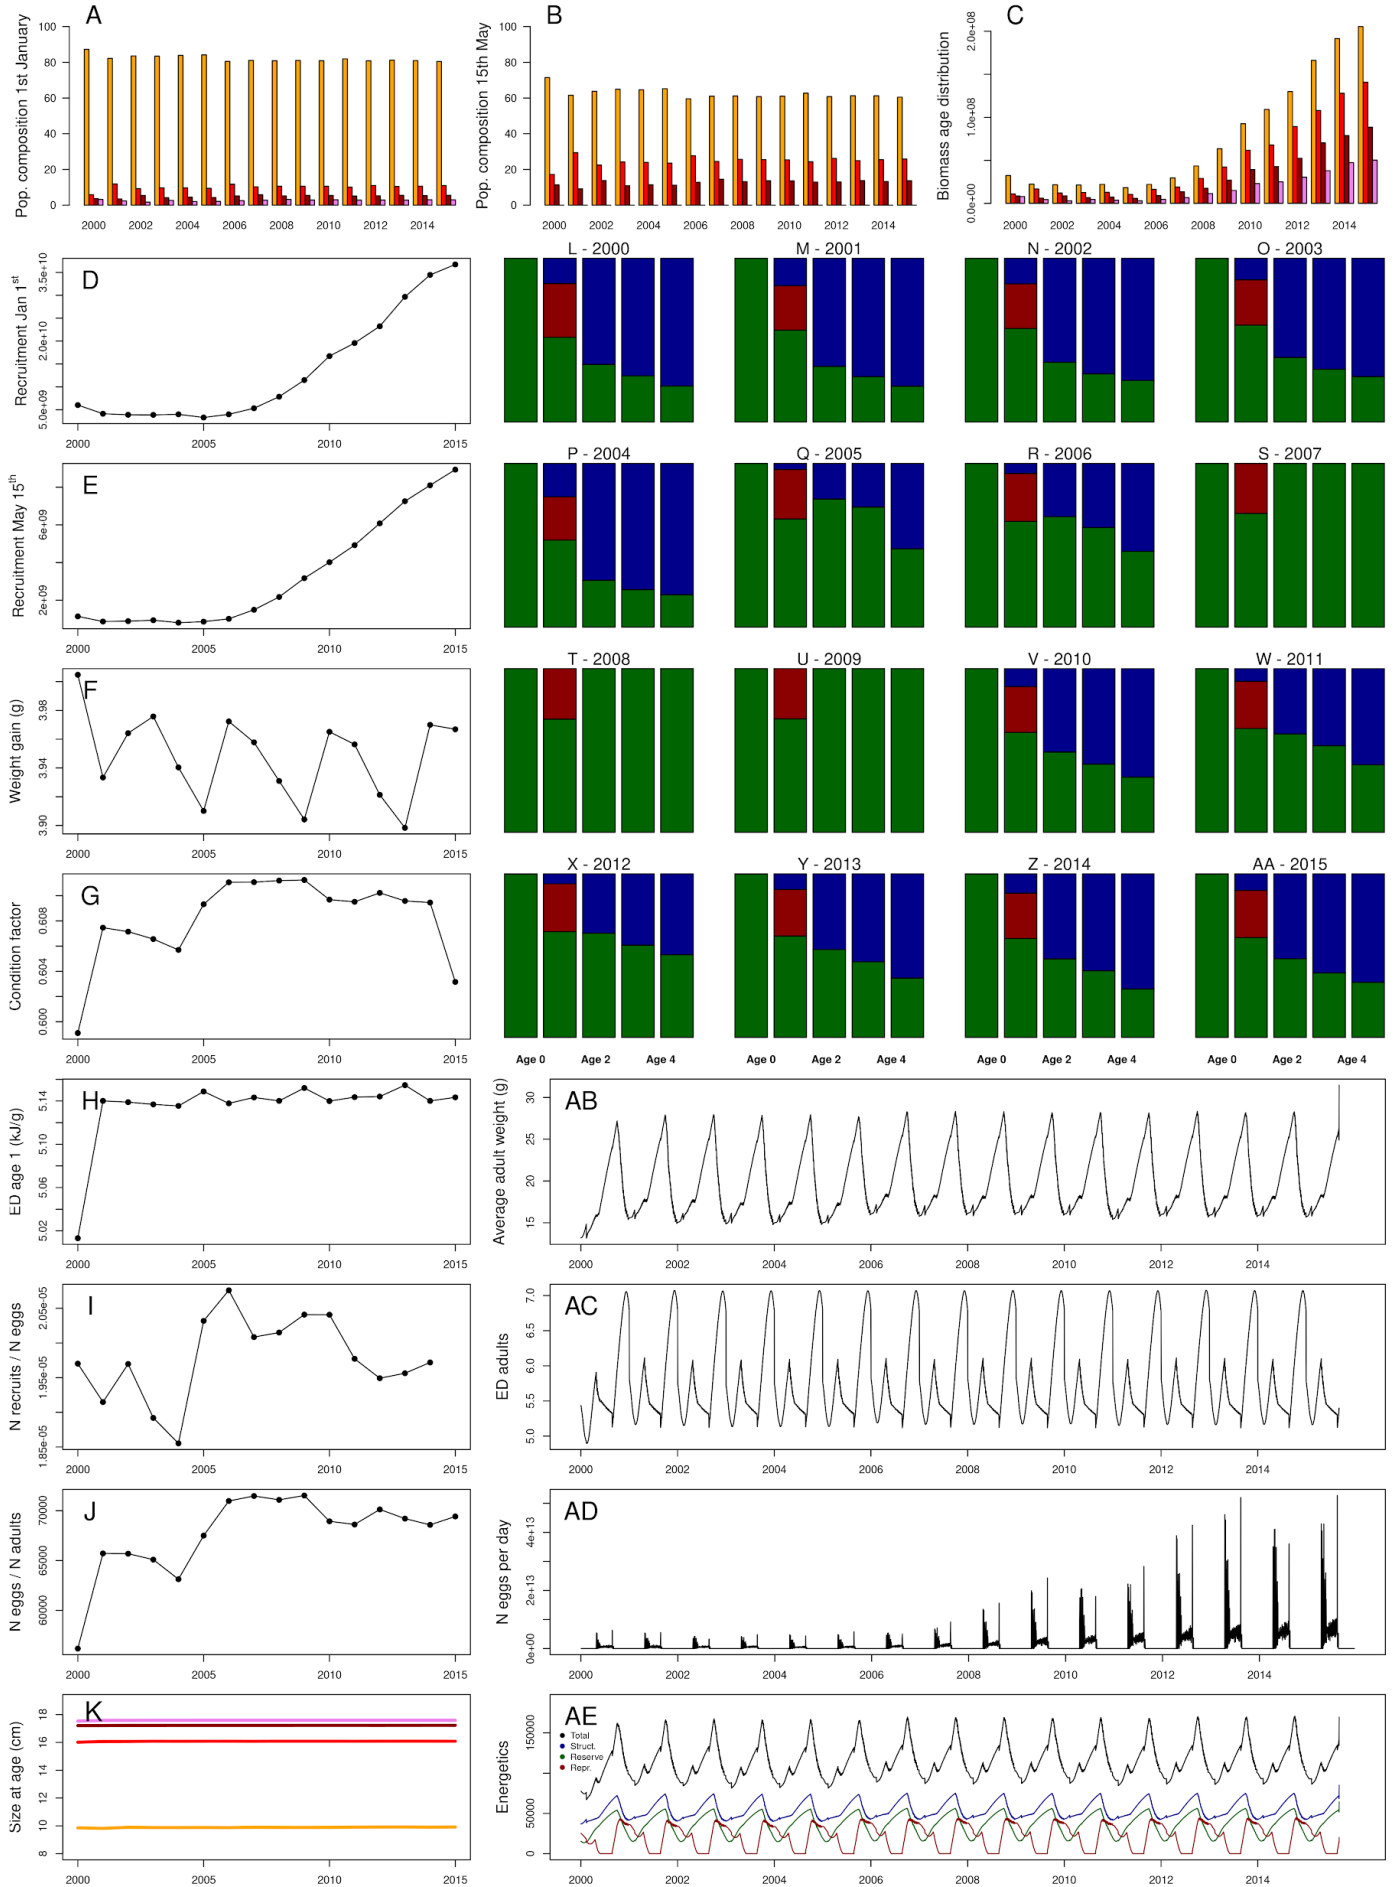 A
B
C
Pop. composition 1st January
100
80
60
40
20
0
2000 2002 2004 2006 2008 2010 2012 2014
Pop. composition 15th May
100
80
60
40
20
0
2000 2002 2004 2006 2008 2010 2012 2014
Biomass age distribution
2.0e+08
1.0e+08
0.0e+00
2000 2002 2004 2006 2008 2010 2012 2014
D
Recruitment Jan 1st
3.5e+10
2.0e+10
5.0e+09
2000 2005 2010 2015
L - 2000
M - 2001
N - 2002
O - 2003
E
Recruitment May 15th
6e+09
2e+09
2000 2005 2010 2015
P - 2004
Q - 2005
R - 2006
S - 2007
F
Weight gain (g)
3.98
3.94
3.90
2000 2005 2010 2015
T - 2008
U - 2009
V - 2010
W - 2011
G
Condition factor
0.608
0.604
0.600
2000 2005 2010 2015
X - 2012
Y - 2013
Z - 2014
AA - 2015
Age 0 Age 2 Age 4
Age 0 Age 2 Age 4
Age 0 Age 2 Age 4
Age 0 Age 2 Age 4
H
ED age 1 (kJ/g)
5.14
5.10
5.06
5.02
2000 2005 2010 2015
AB
Average adult weight (g)
30
25
20
15
2000 2002 2004 2006 2008 2010 2012 2014
I
N recruits / N eggs
2.05e-05
1.95e-05
1.85e-05
2000 2005 2010 2015
AC
ED adults
7.0
6.5
6.0
5.5
5.0
2000 2002 2004 2006 2008 2010 2012 2014
J
N eggs / N adults
70000
65000
60000
2000 2005 2010 2015
AD
N eggs per day
4e+13
2e+13
0e+00
2000 2002 2004 2006 2008 2010 2012 2014
K
Size at age (cm)
18
16
14
12
10
8
2000 2005 2010 2015
AE
Total
Struct.
Reserve
Repr.
Energetics
150000
50000
0
2000 2002 2004 2006 2008 2010 2012 2014